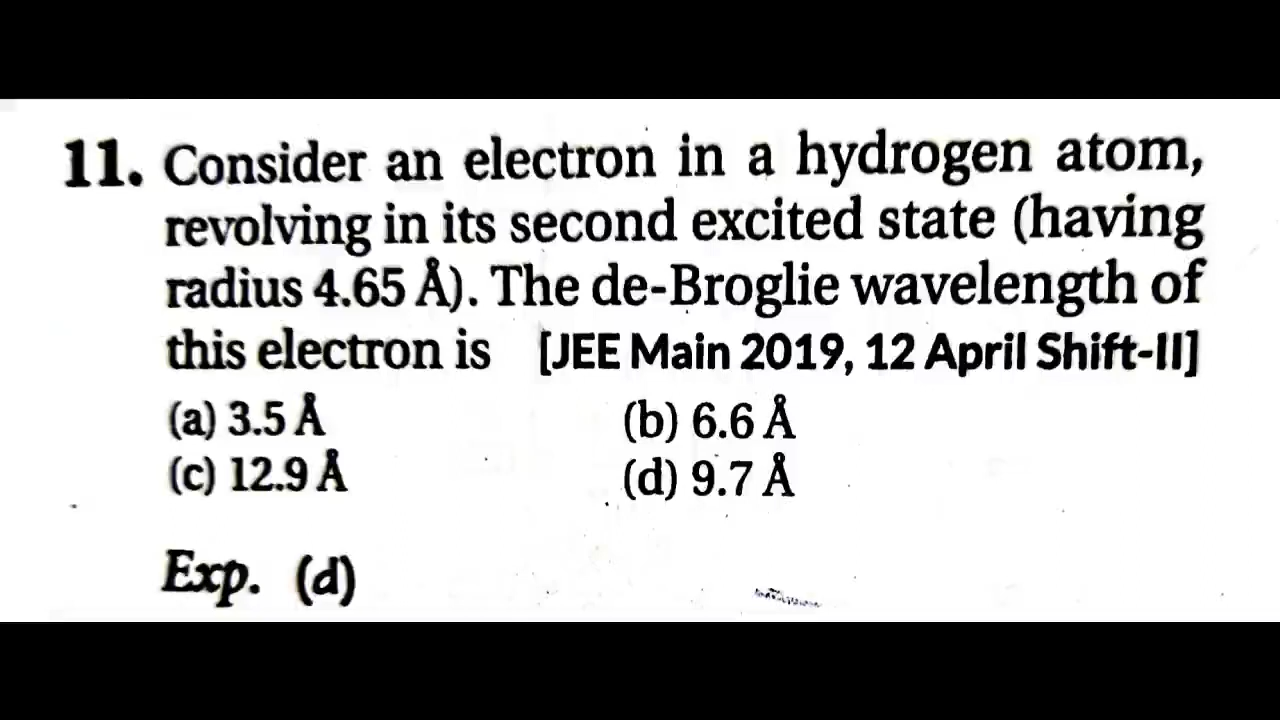 11. Consider an electron in a hydrogen atom,
revolving in its second excited state (having
radius 4.65 Å). The de-Broglie wavelength of
this electron is [JEE Main 2019, 12 April Shift-II]
(a) 3.5 Å (b) 6.6 Å
(c) 12.9 Å (d) 9.7 Å
Exp. (d)